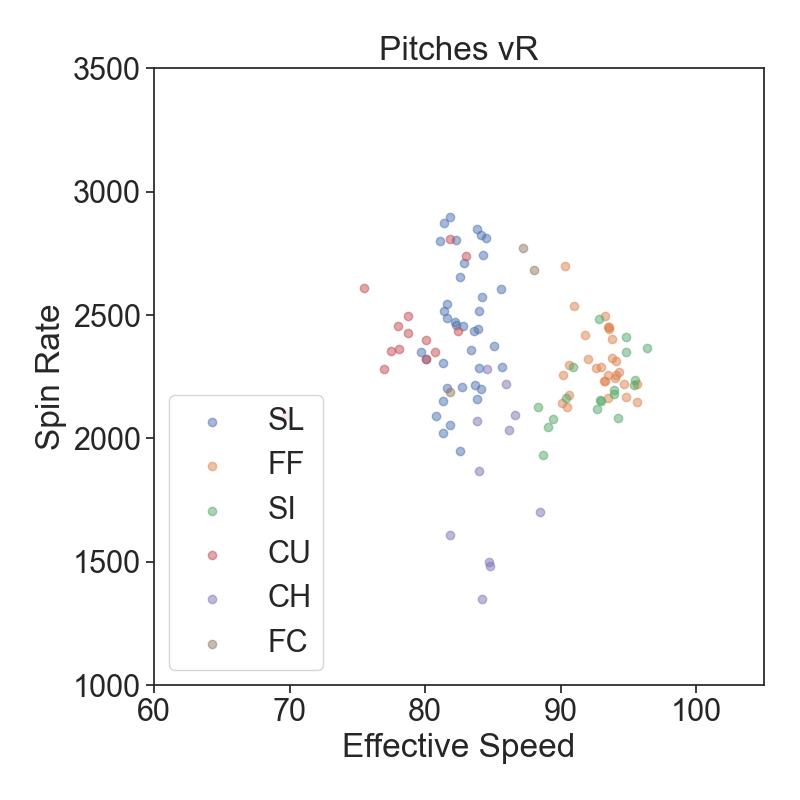 Pitches vR
3500
3000
2500
2000
1500
1000
Spin Rate
SL
FF
SI
CU
CH
FC
60 70 80 90 100
Effective Speed